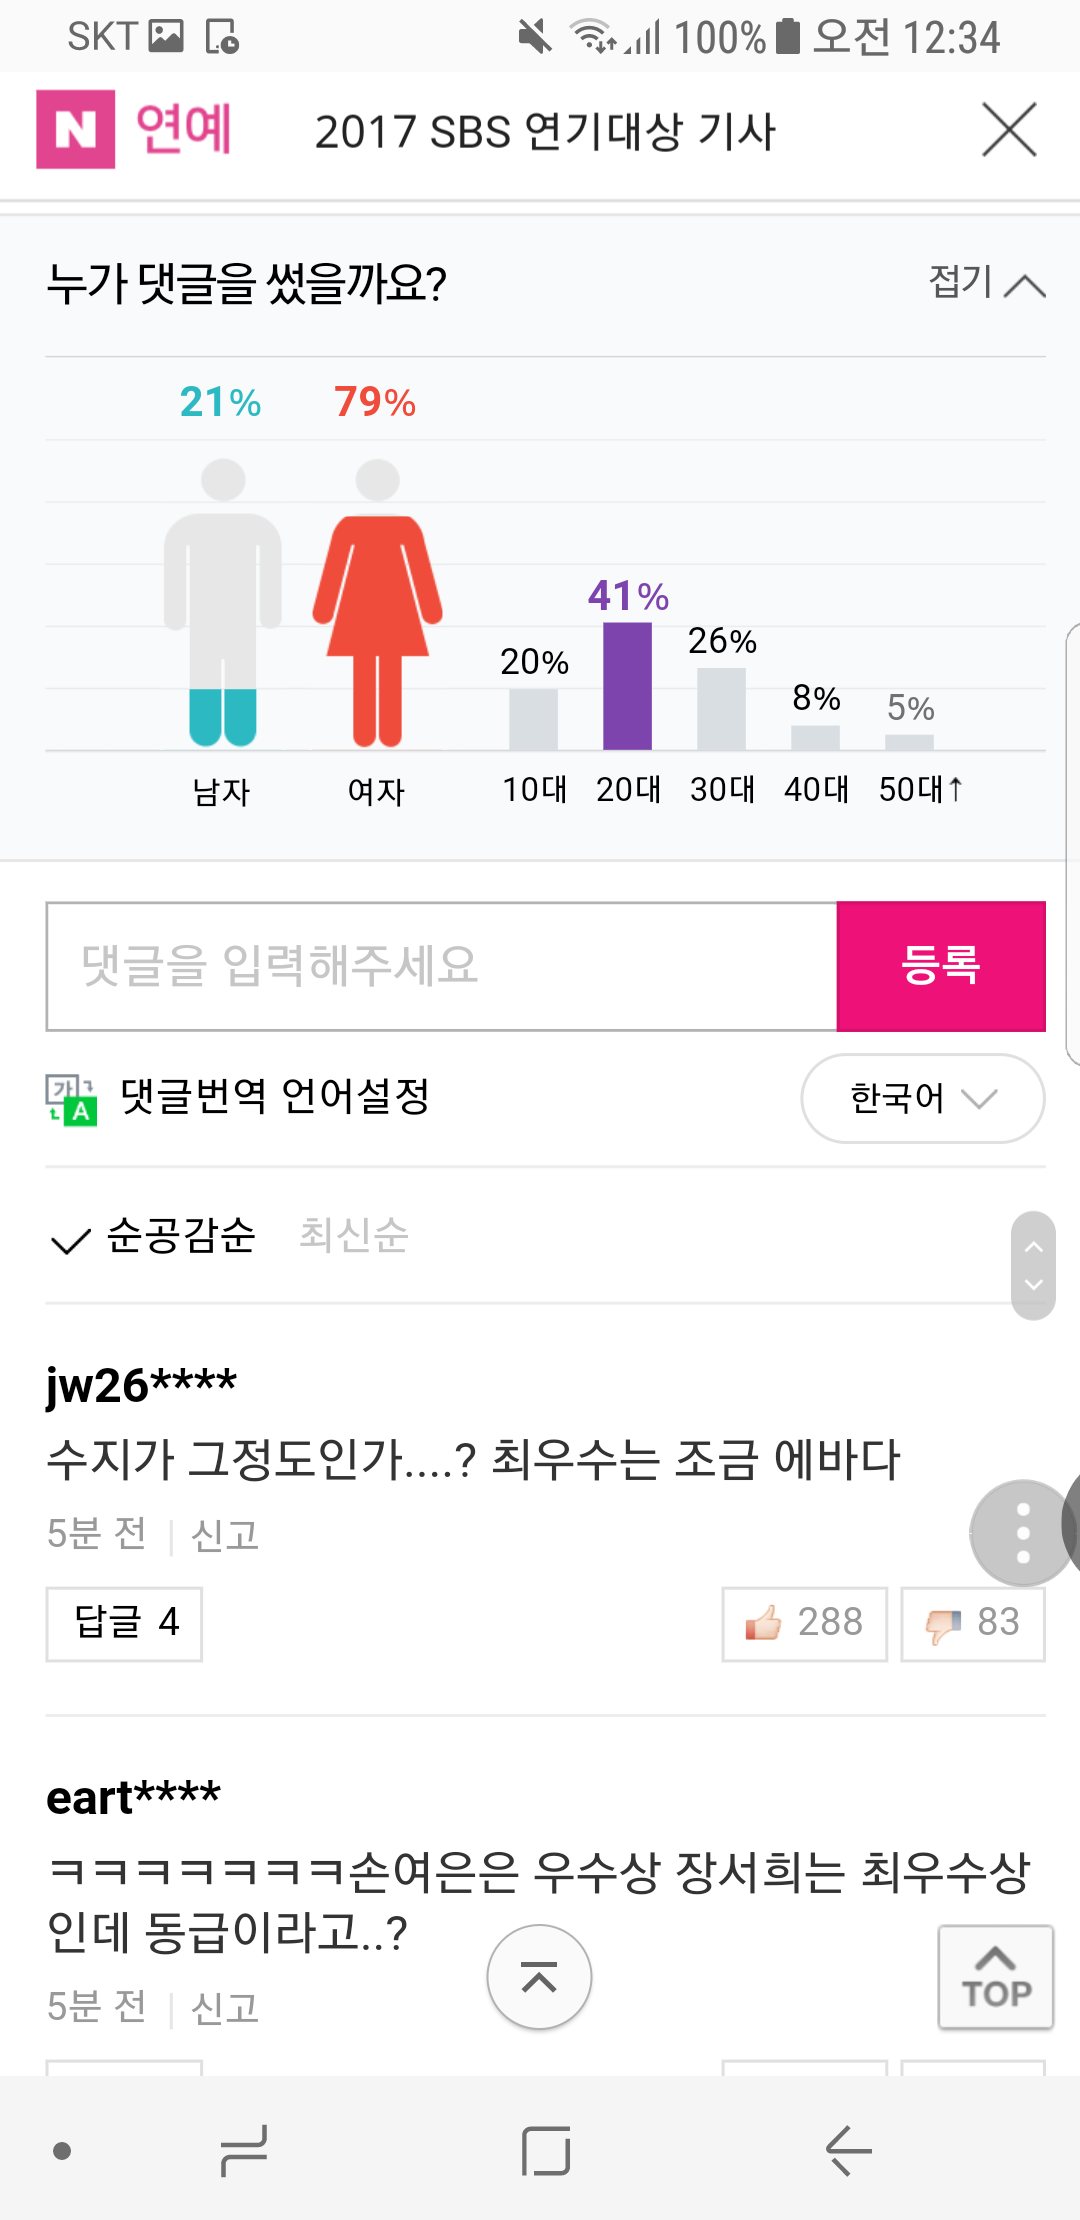 SKT 100% 오전 12:34
N 연예 2017 SBS 연기대상 기사
누가 댓글을 썼을까요? 접기
21% 79%
41%
26%
20%
8%
5%
남자 여자 10대 20대 30대 40대 50대↑
댓글을 입력해주세요 등록
가 A 댓글번역 언어설정 한국어
순공감순 최신순
jw26****
수지가 그정도인가....? 최우수는 조금 에바다
5분 전 | 신고
답글 4 288 83
eart****
ㅋㅋㅋㅋㅋㅋㅋ손여은은 우수상 장서희는 최우수상
인데 동급이라고..?
TOP
5분 전 | 신고